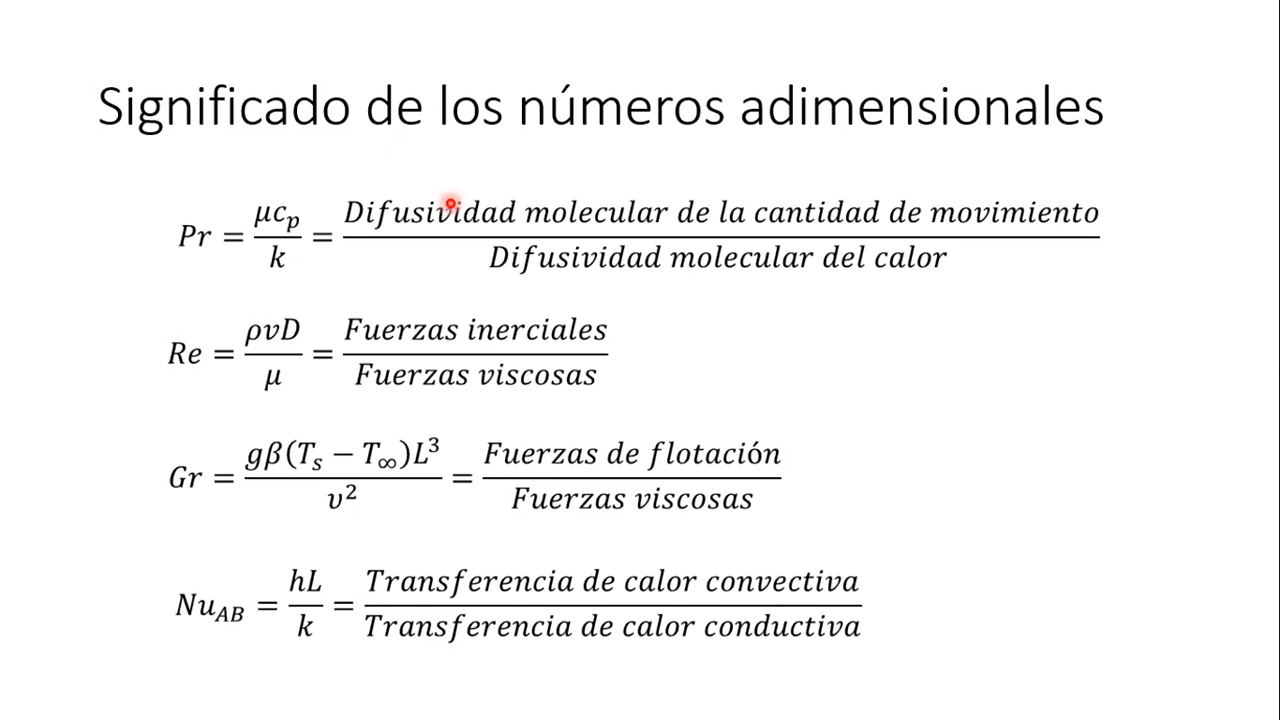 Significado de los números adimensionales
Pr = μc_p / k = Difusividad molecular de la cantidad de movimiento / Difusividad molecular del calor
Re = ρvD / μ = Fuerzas inerciales / Fuerzas viscosas
Gr = gβ(T_s − T_∞)L³ / υ² = Fuerzas de flotación / Fuerzas viscosas
Nu_AB = hL / k = Transferencia de calor convectiva / Transferencia de calor conductiva